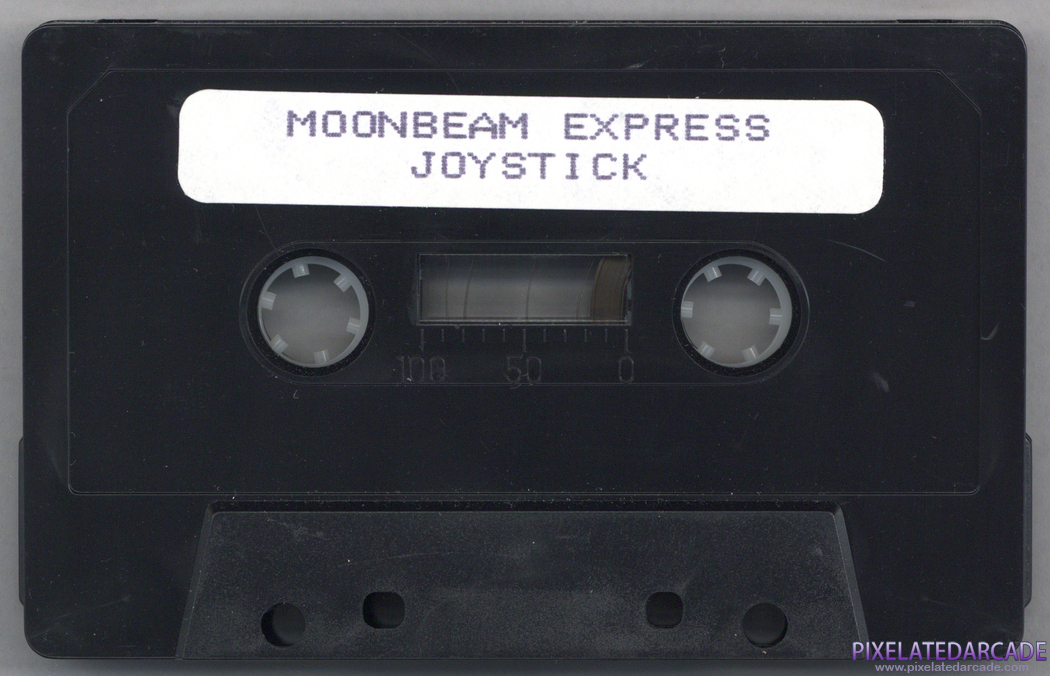 MOONBEAM EXPRESS
JOYSTICK
100 50 0
PIXELATEDARCADE
www.pixelatedarcade.com